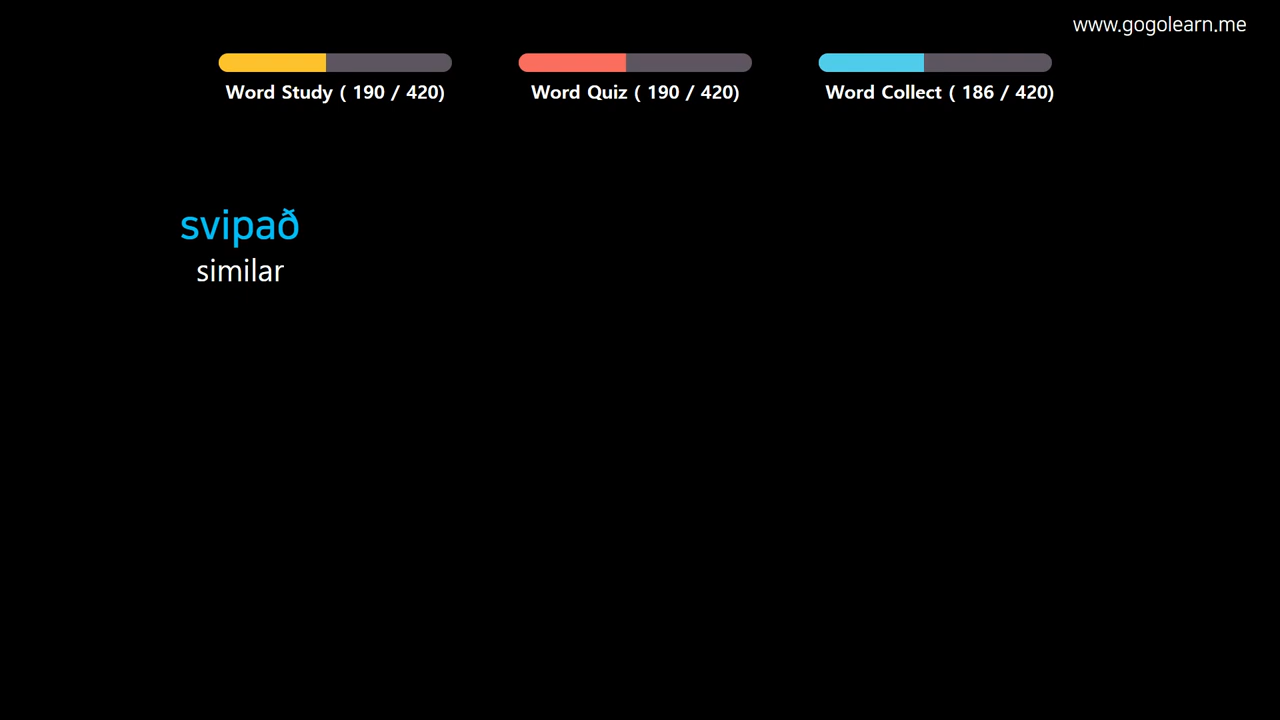 www.gogolearn.me
Word Study ( 190 / 420)
Word Quiz ( 190 / 420)
Word Collect ( 186 / 420)
svipað
similar